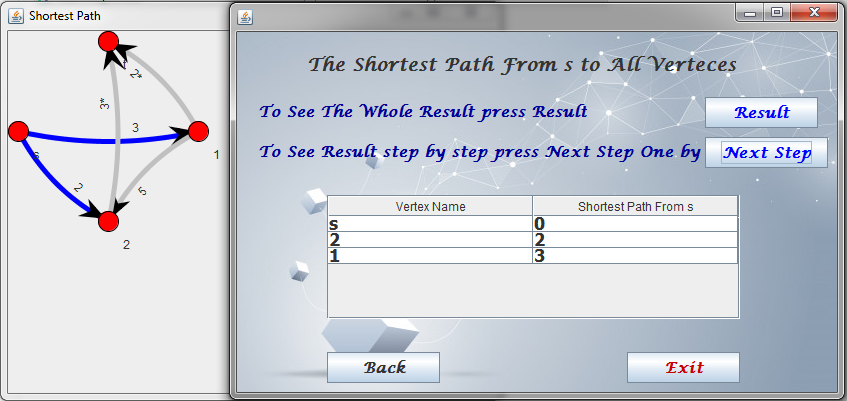 Shortest Path
2*
3*
3
s
1
2
5
2
The Shortest Path From s to All Verteces
To See The Whole Result press Result
Result
To See Result step by step press Next Step One by
Next Step
Vertex Name Shortest Path From s
s 0
2 2
1 3
Back
Exit